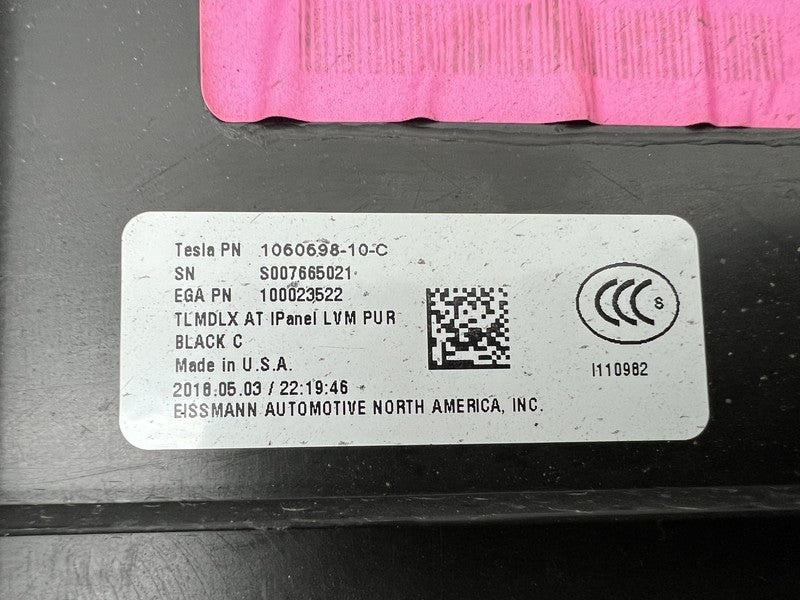 Tesla PN 1060698-10-C
SN S007665021
EGA PN 100023522
TLMDLX AT IPanel LVM PUR
BLACK C
Made in U.S.A.
2018.05.03 / 22:19:46
EISSMANN AUTOMOTIVE NORTH AMERICA, INC.
CCC S
I110982